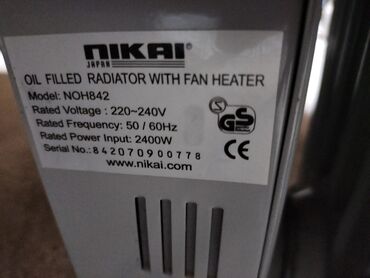 NIKAI
JAPAN
OIL FILLED RADIATOR WITH FAN HEATER
Model: NOH842
Rated Voltage : 220~240V
Rated Frequency: 50 / 60Hz
Rated Power Input: 2400W
Serial No.: 842070900778
www.nikai.com
GS
CE